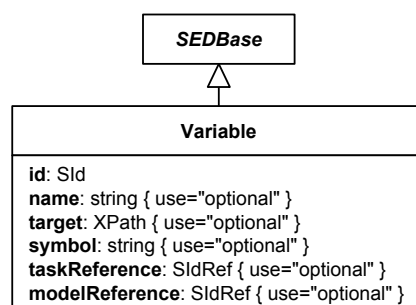 SEDBase
Variable
id: SId
name: string { use="optional" }
target: XPath { use="optional" }
symbol: string { use="optional" }
taskReference: SIdRef { use="optional" }
modelReference: SIdRef { use="optional" }